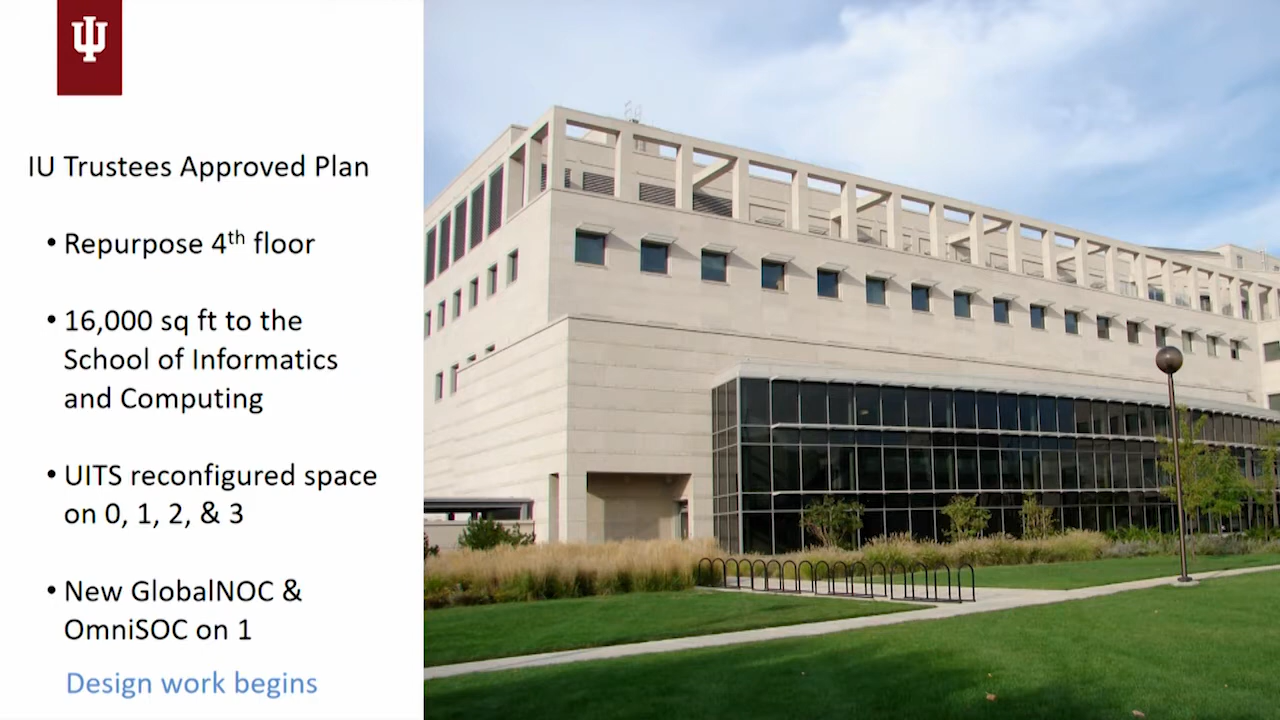 IU Trustees Approved Plan
• Repurpose 4th floor
• 16,000 sq ft to the
School of Informatics
and Computing
• UITS reconfigured space
on 0, 1, 2, & 3
• New GlobalNOC &
OmniSOC on 1
Design work begins